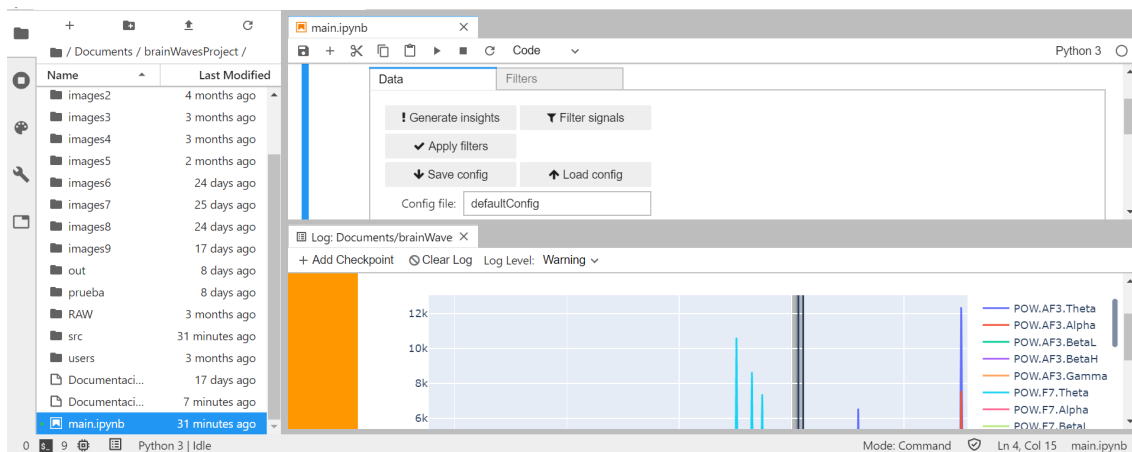 / Documents / brainWavesProject /
Name Last Modified
images2 4 months ago
images3 3 months ago
images4 3 months ago
images5 2 months ago
images6 24 days ago
images7 25 days ago
images8 24 days ago
images9 17 days ago
out 8 days ago
prueba 8 days ago
RAW 3 months ago
src 31 minutes ago
users 3 months ago
Documentaci... 17 days ago
Documentaci... 7 minutes ago
main.ipynb 31 minutes ago
main.ipynb
Code Python 3
Data Filters
Generate insights Filter signals
Apply filters
Save config Load config
Config file: defaultConfig
Log: Documents/brainWave
+ Add Checkpoint Clear Log Log Level: Warning
12k
10k
8k
6k
POW.AF3.Theta
POW.AF3.Alpha
POW.AF3.BetaL
POW.AF3.BetaH
POW.AF3.Gamma
POW.F7.Theta
POW.F7.Alpha
POW.F7.BetaL
0 $_ 9 Python 3 | Idle Mode: Command Ln 4, Col 15 main.ipynb